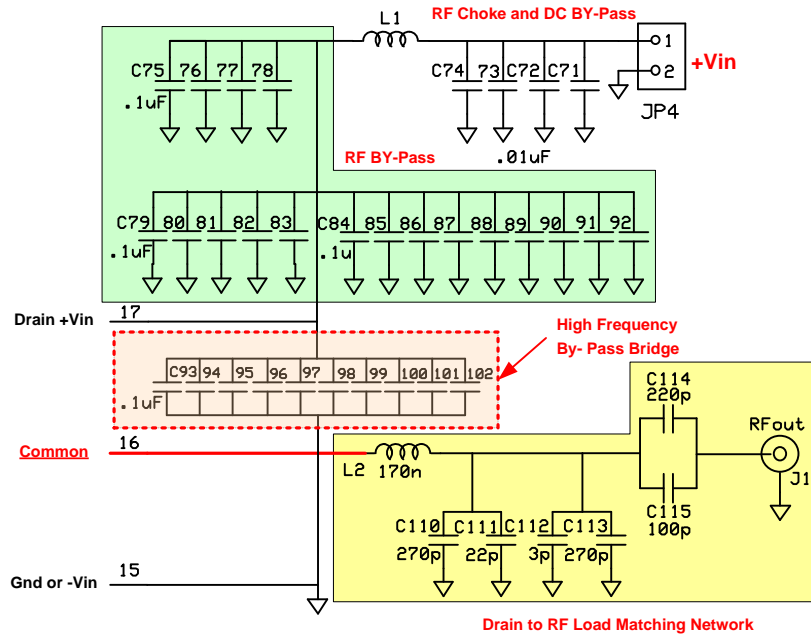 L1
RF Choke and DC BY-Pass
C75 76 77 78
.1uF
C74 73 C72 C71
.01uF
1
2
+Vin
JP4
RF BY-Pass
C79 80 81 82 83
.1uF
C84 85 86 87 88 89 90 91 92
.1u
17
Drain +Vin
High Frequency
By- Pass Bridge
C93 94 95 96 97 98 99 100 101 102
.1uF
16
Common
L2
170n
C114
220p
RFout
J1
C115
100p
C110 C111 C112 C113
270p 22p 3p 270p
15
Gnd or -Vin
Drain to RF Load Matching Network